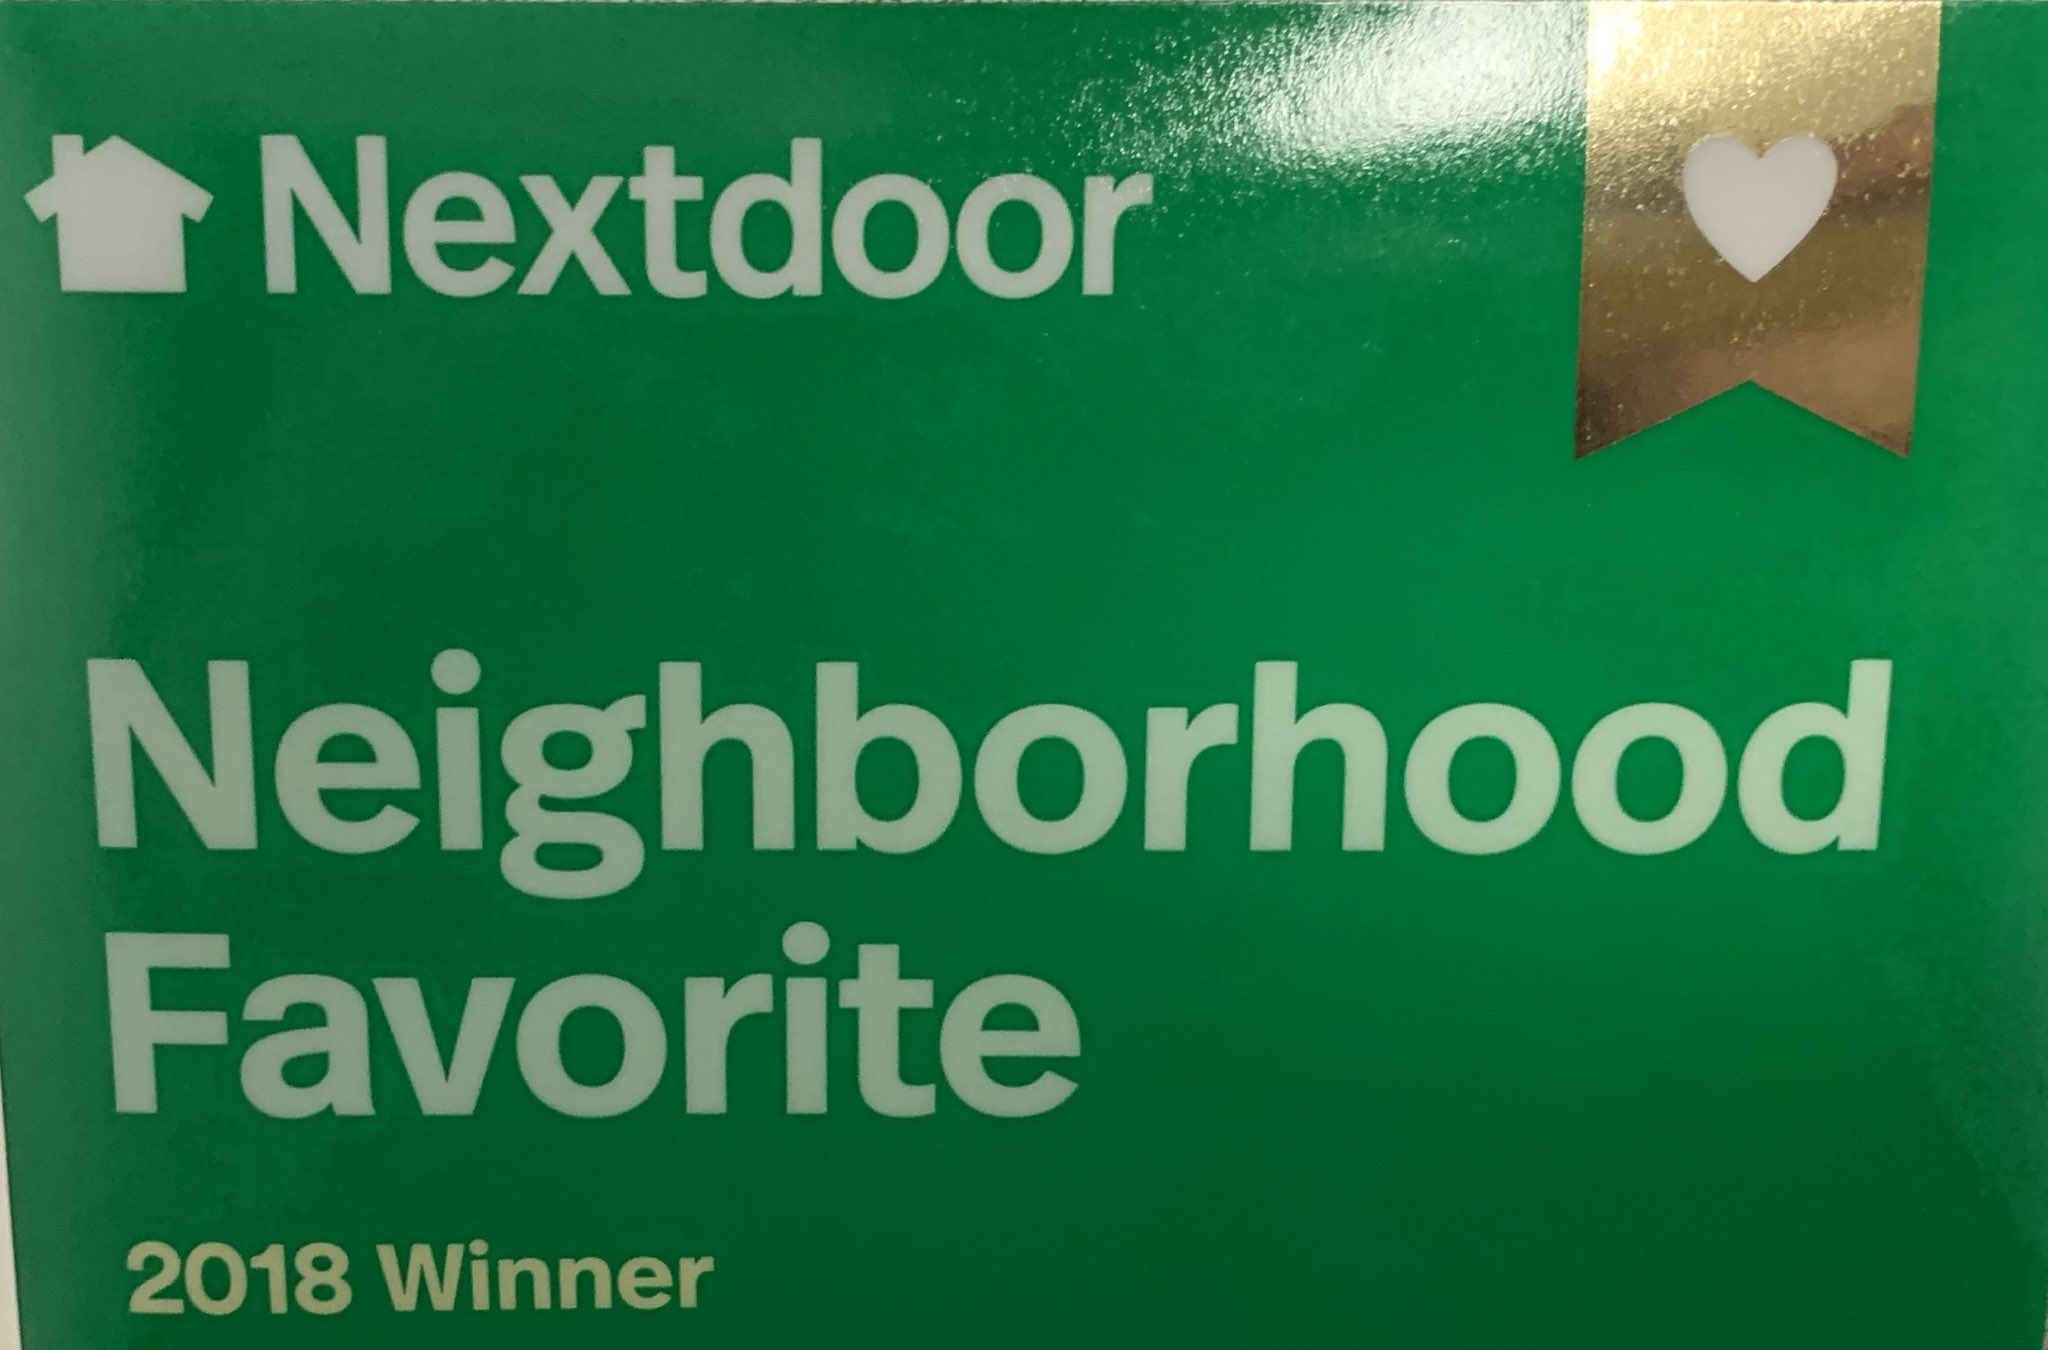 Nextdoor
Neighborhood
Favorite
2018 Winner